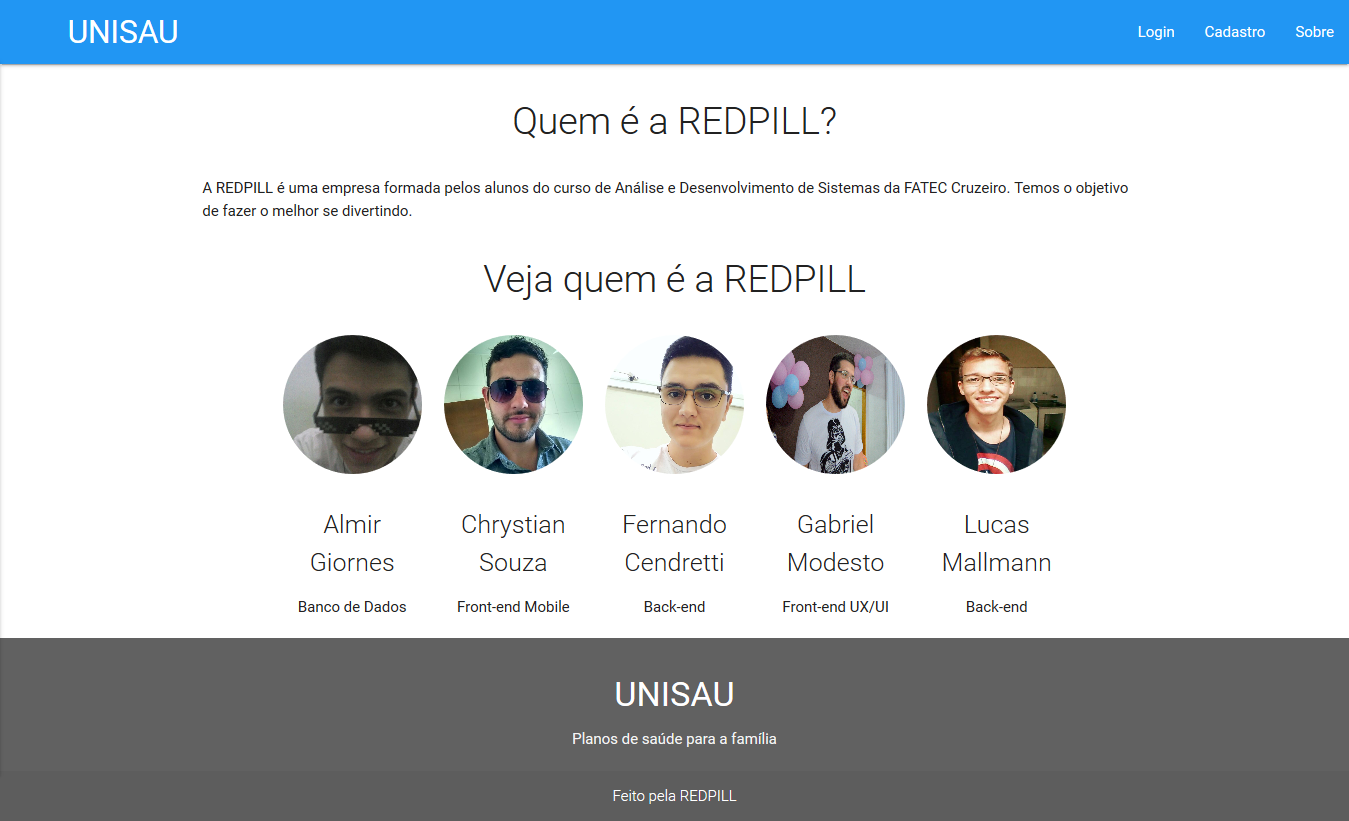 UNISAU
Login Cadastro Sobre
Quem é a REDPILL?
A REDPILL é uma empresa formada pelos alunos do curso de Análise e Desenvolvimento de Sistemas da FATEC Cruzeiro. Temos o objetivo
de fazer o melhor se divertindo.
Veja quem é a REDPILL
Almir
Giornes
Banco de Dados
Chrystian
Souza
Front-end Mobile
Fernando
Cendretti
Back-end
Gabriel
Modesto
Front-end UX/UI
Lucas
Mallmann
Back-end
UNISAU
Planos de saúde para a família
Feito pela REDPILL